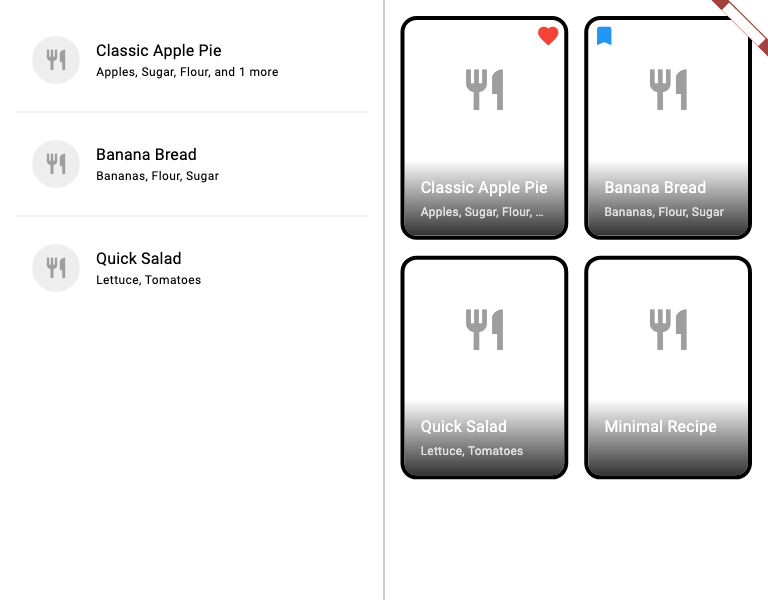 Classic Apple Pie
Apples, Sugar, Flour, and 1 more
Banana Bread
Bananas, Flour, Sugar
Quick Salad
Lettuce, Tomatoes
Classic Apple Pie
Apples, Sugar, Flour, …
Banana Bread
Bananas, Flour, Sugar
Quick Salad
Lettuce, Tomatoes
Minimal Recipe